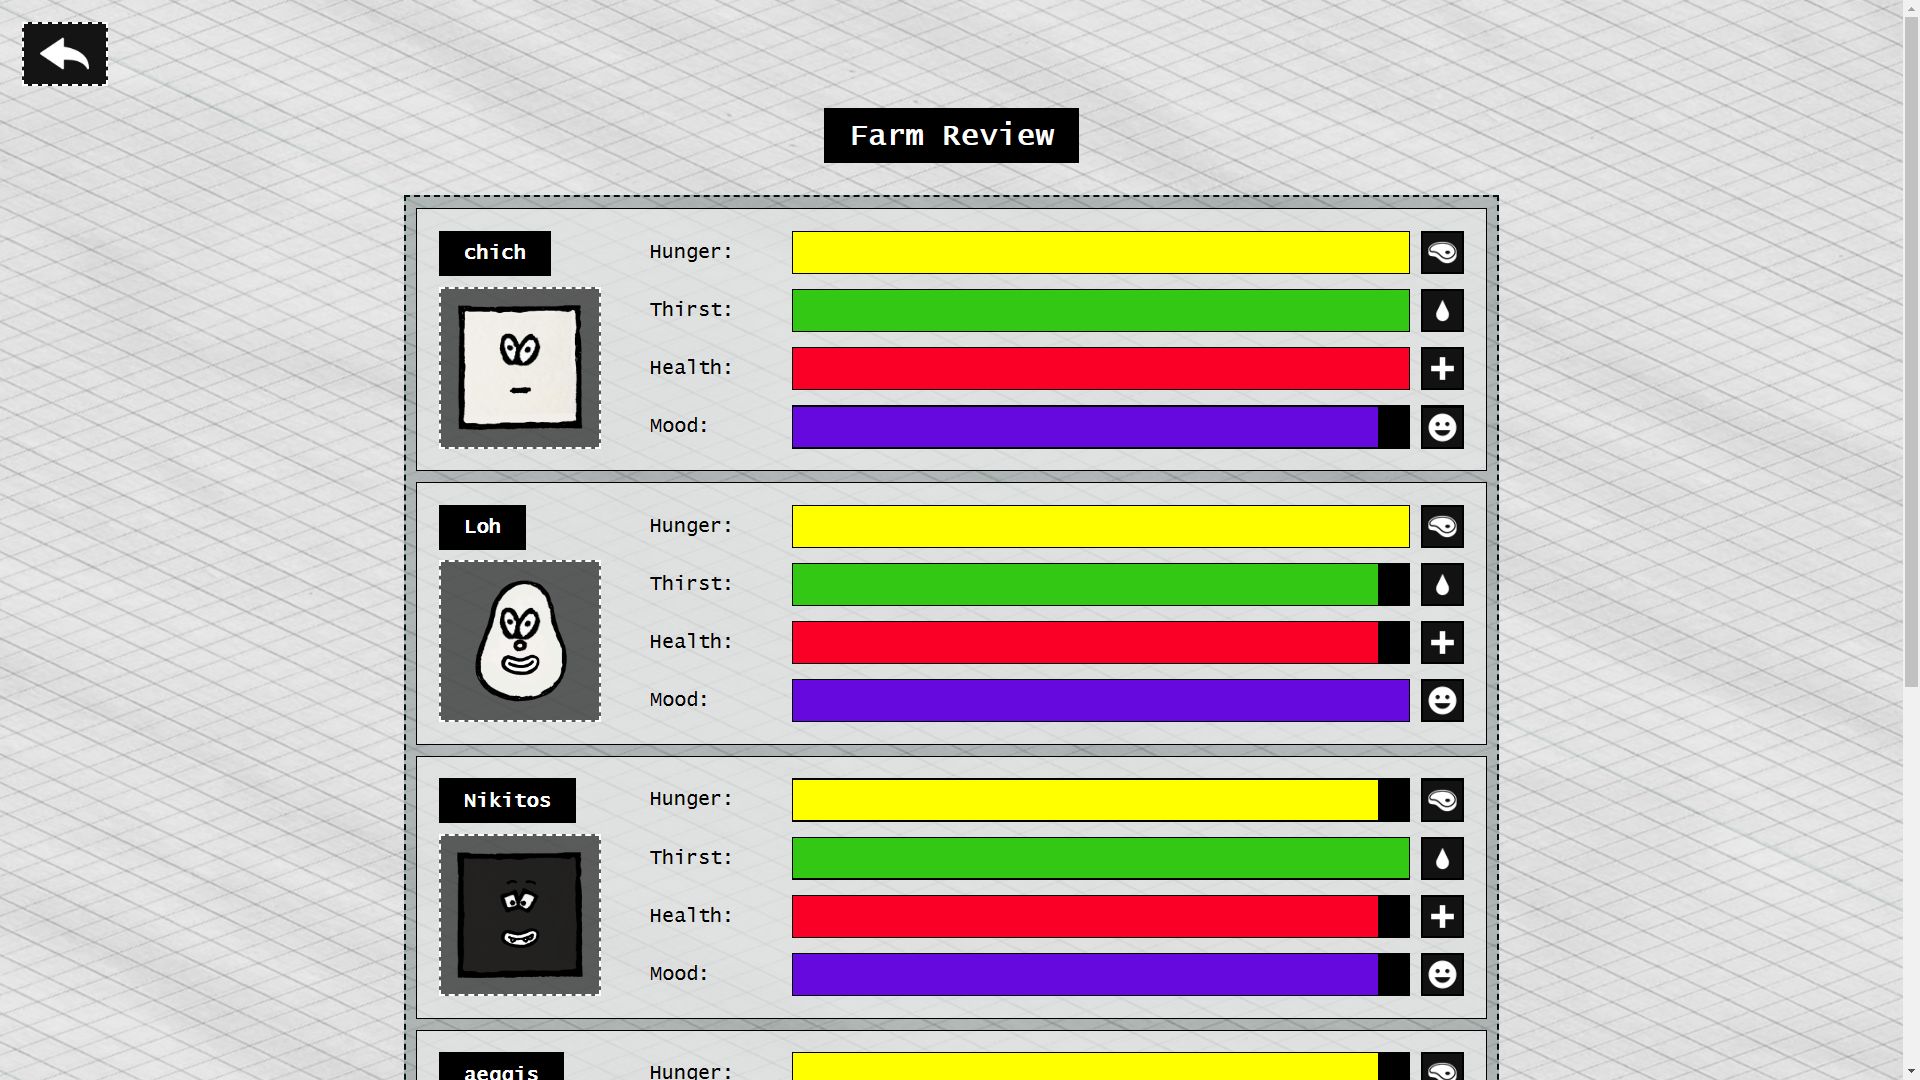 Farm Review
chich
Hunger:
Thirst:
Health:
Mood:
Loh
Hunger:
Thirst:
Health:
Mood:
Nikitos
Hunger:
Thirst:
Health:
Mood:
aeggis
Hunger: